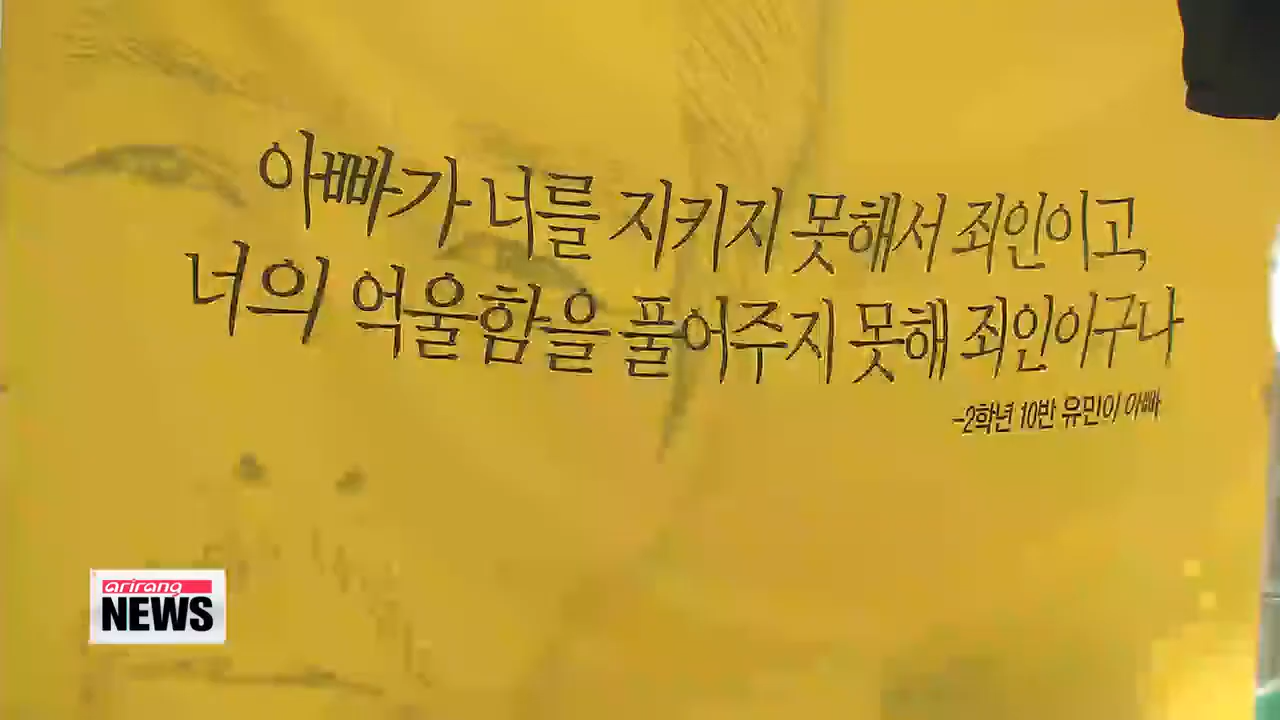 아빠가 너를 지키지 못해서 죄인이고,
너의 억울함을 풀어주지 못해 죄인이구나
-2학년 10반 유민이 아빠
arirang
NEWS